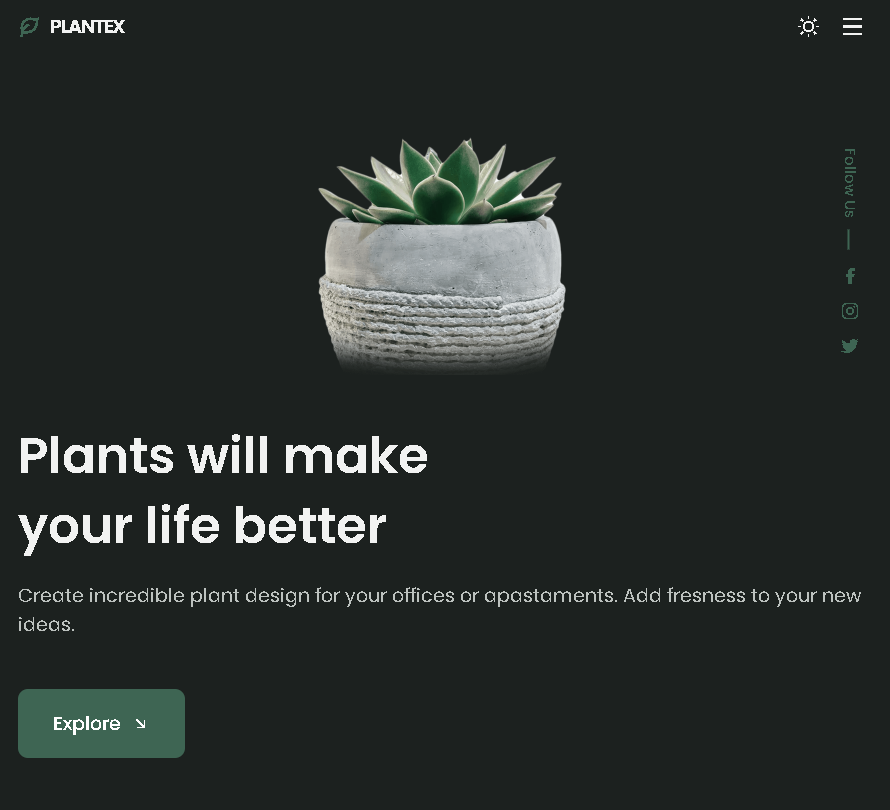 PLANTEX
Follow Us
Plants will make
your life better
Create incredible plant design for your offices or apastaments. Add fresness to your new
ideas.
Explore